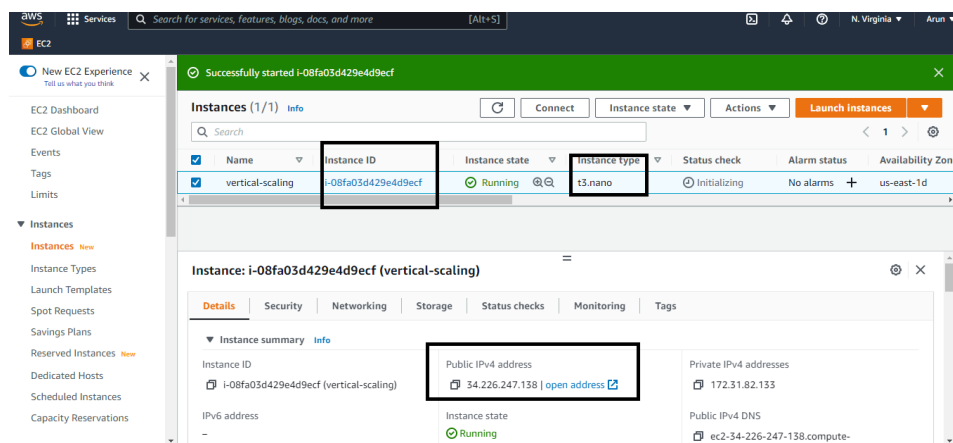 aws Services Search for services, features, blogs, docs, and more [Alt+S] N. Virginia ▼ Arun ▼
EC2
New EC2 Experience
Tell us what you think
EC2 Dashboard
EC2 Global View
Events
Tags
Limits
▼ Instances
Instances New
Instance Types
Launch Templates
Spot Requests
Savings Plans
Reserved Instances New
Dedicated Hosts
Scheduled Instances
Capacity Reservations
Successfully started i-08fa03d429e4d9ecf
Instances (1/1) Info Connect Instance state ▼ Actions ▼ Launch instances ▼
Search < 1 >
Name Instance ID Instance state Instance type Status check Alarm status Availability Zon
vertical-scaling i-08fa03d429e4d9ecf Running t3.nano Initializing No alarms + us-east-1d
Instance: i-08fa03d429e4d9ecf (vertical-scaling)
Details Security Networking Storage Status checks Monitoring Tags
▼ Instance summary Info
Instance ID Public IPv4 address Private IPv4 addresses
i-08fa03d429e4d9ecf (vertical-scaling) 34.226.247.138 | open address 172.31.82.133
IPv6 address Instance state Public IPv4 DNS
– Running ec2-34-226-247-138.compute-